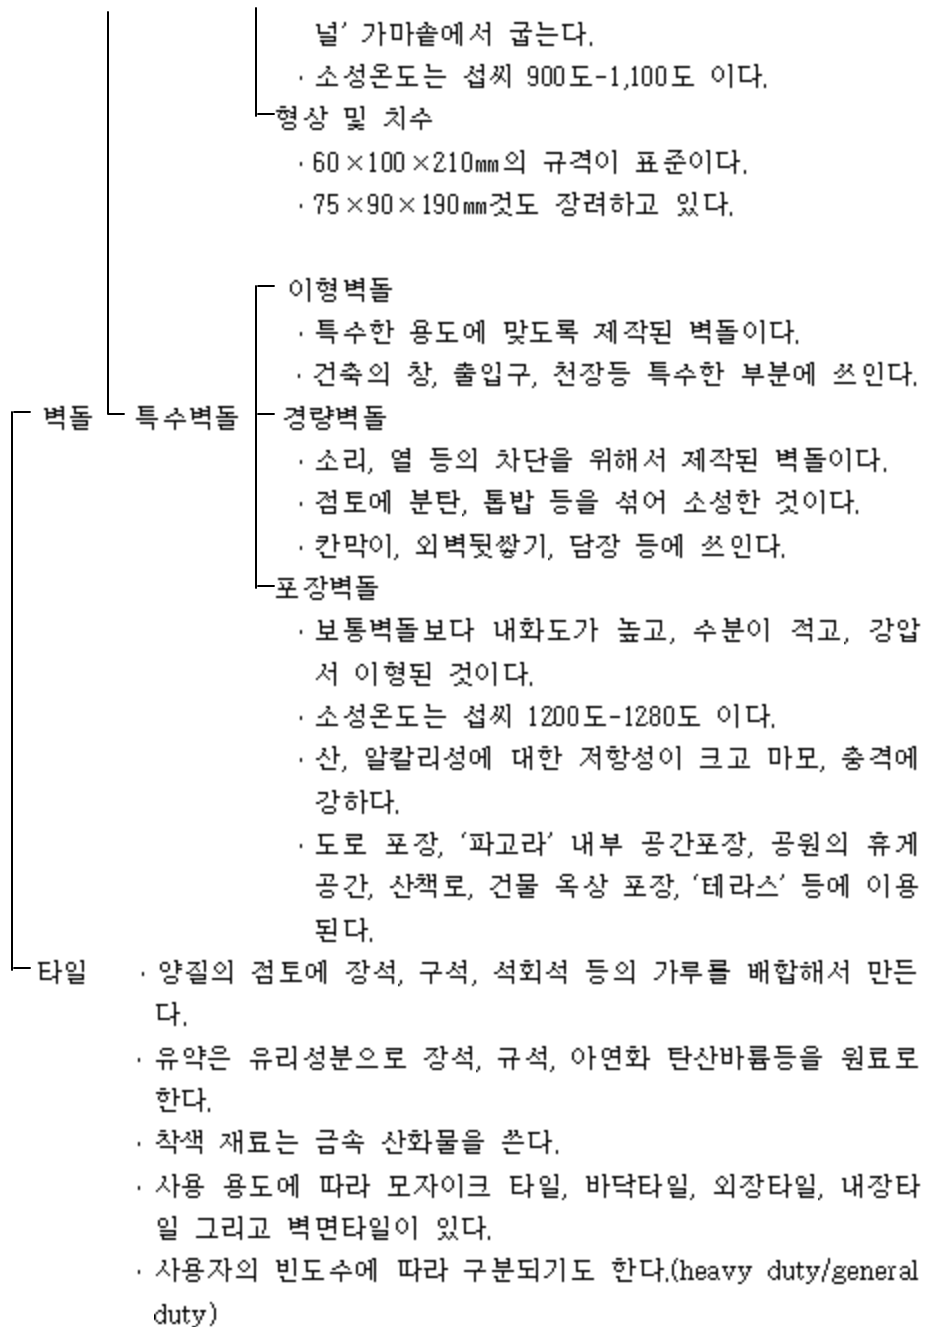 널’ 가마솥에서 굽는다.
· 소성온도는 섭씨 900도-1,100도 이다.
형상 및 치수
· 60×100×210㎜의 규격이 표준이다.
· 75×90×190㎜것도 장려하고 있다.
이형벽돌
· 특수한 용도에 맞도록 제작된 벽돌이다.
· 건축의 창, 출입구, 천장등 특수한 부분에 쓰인다.
벽돌 특수벽돌 경량벽돌
· 소리, 열 등의 차단을 위해서 제작된 벽돌이다.
· 점토에 분탄, 톱밥 등을 섞어 소성한 것이다.
· 칸막이, 외벽뒷쌓기, 담장 등에 쓰인다.
포장벽돌
· 보통벽돌보다 내화도가 높고, 수분이 적고, 강압
서 이형된 것이다.
· 소성온도는 섭씨 1200도-1280도 이다.
· 산, 알칼리성에 대한 저항성이 크고 마모, 충격에
강하다.
· 도로 포장, ‘파고라’ 내부 공간포장, 공원의 휴게
공간, 산책로, 건물 옥상 포장, ‘테라스’ 등에 이용
된다.
타일 · 양질의 점토에 장석, 구석, 석회석 등의 가루를 배합해서 만든
다.
· 유약은 유리성분으로 장석, 규석, 아연화 탄산바륨등을 원료로
한다.
· 착색 재료는 금속 산화물을 쓴다.
· 사용 용도에 따라 모자이크 타일, 바닥타일, 외장타일, 내장타
일 그리고 벽면타일이 있다.
· 사용자의 빈도수에 따라 구분되기도 한다.(heavy duty/general
duty)